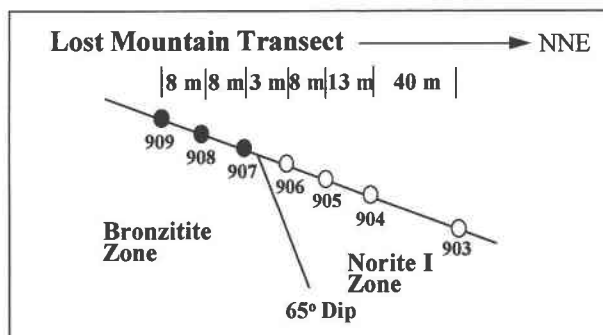 Lost Mountain Transect NNE
8 m 8 m 3 m 8 m 13 m 40 m
909
908
907
906
905
904
903
Bronzitite
Zone
Norite I
Zone
65º Dip